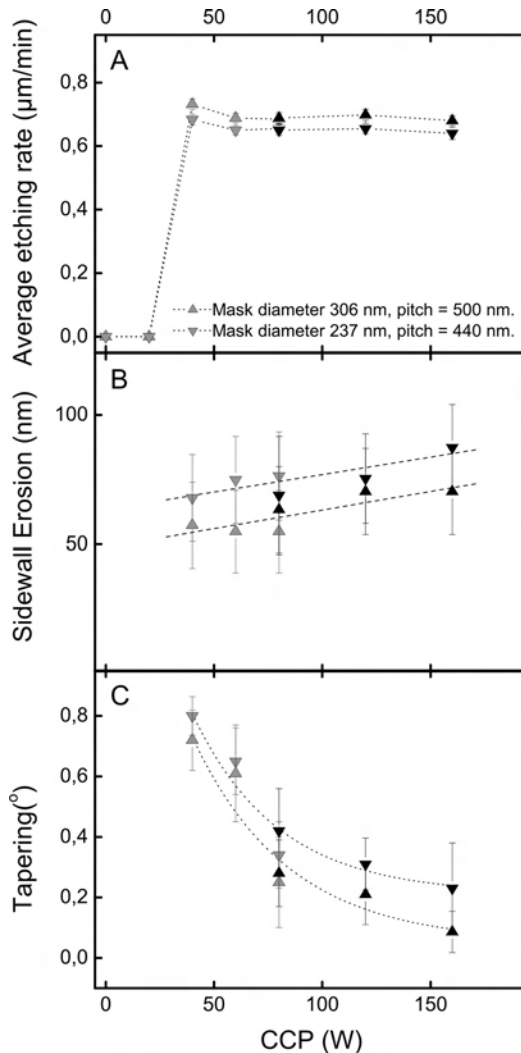 0 50 100 150
A
Average etching rate (μm/min)
0,8
0,6
0,4
0,2
0,0
Mask diameter 306 nm, pitch = 500 nm.
Mask diameter 237 nm, pitch = 440 nm.
B
Sidewall Erosion (nm)
100
50
C
Tapering(°)
0,8
0,6
0,4
0,2
0,0
0 50 100 150
CCP (W)